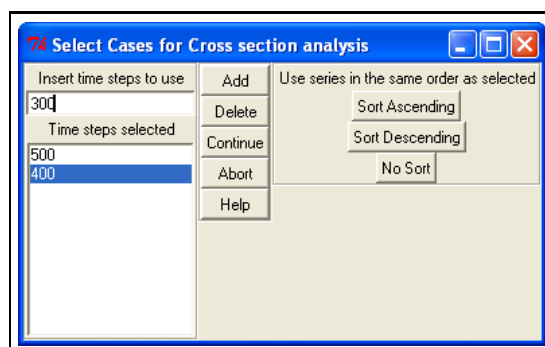 Select Cases for Cross section analysis
Insert time steps to use
300
Time steps selected
500
400
Add
Delete
Continue
Abort
Help
Use series in the same order as selected
Sort Ascending
Sort Descending
No Sort